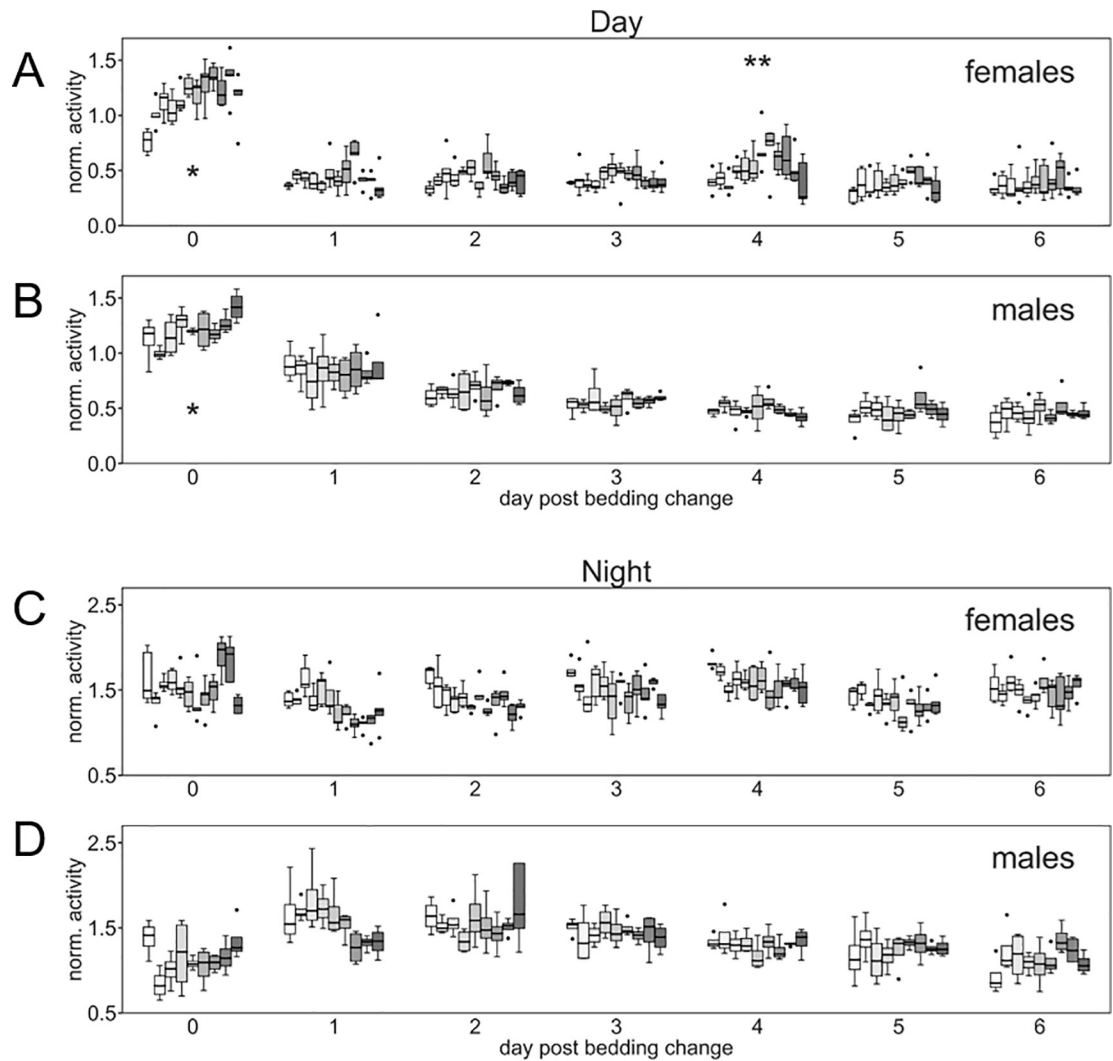 Day
A
norm. activity
1.5
1.0
0.5
0.0
**
*
females
0 1 2 3 4 5 6
B
norm. activity
1.5
1.0
0.5
0.0
*
males
0 1 2 3 4 5 6
day post bedding change
Night
C
norm. activity
2.5
1.5
0.5
females
0 1 2 3 4 5 6
D
norm. activity
2.5
1.5
0.5
males
0 1 2 3 4 5 6
day post bedding change